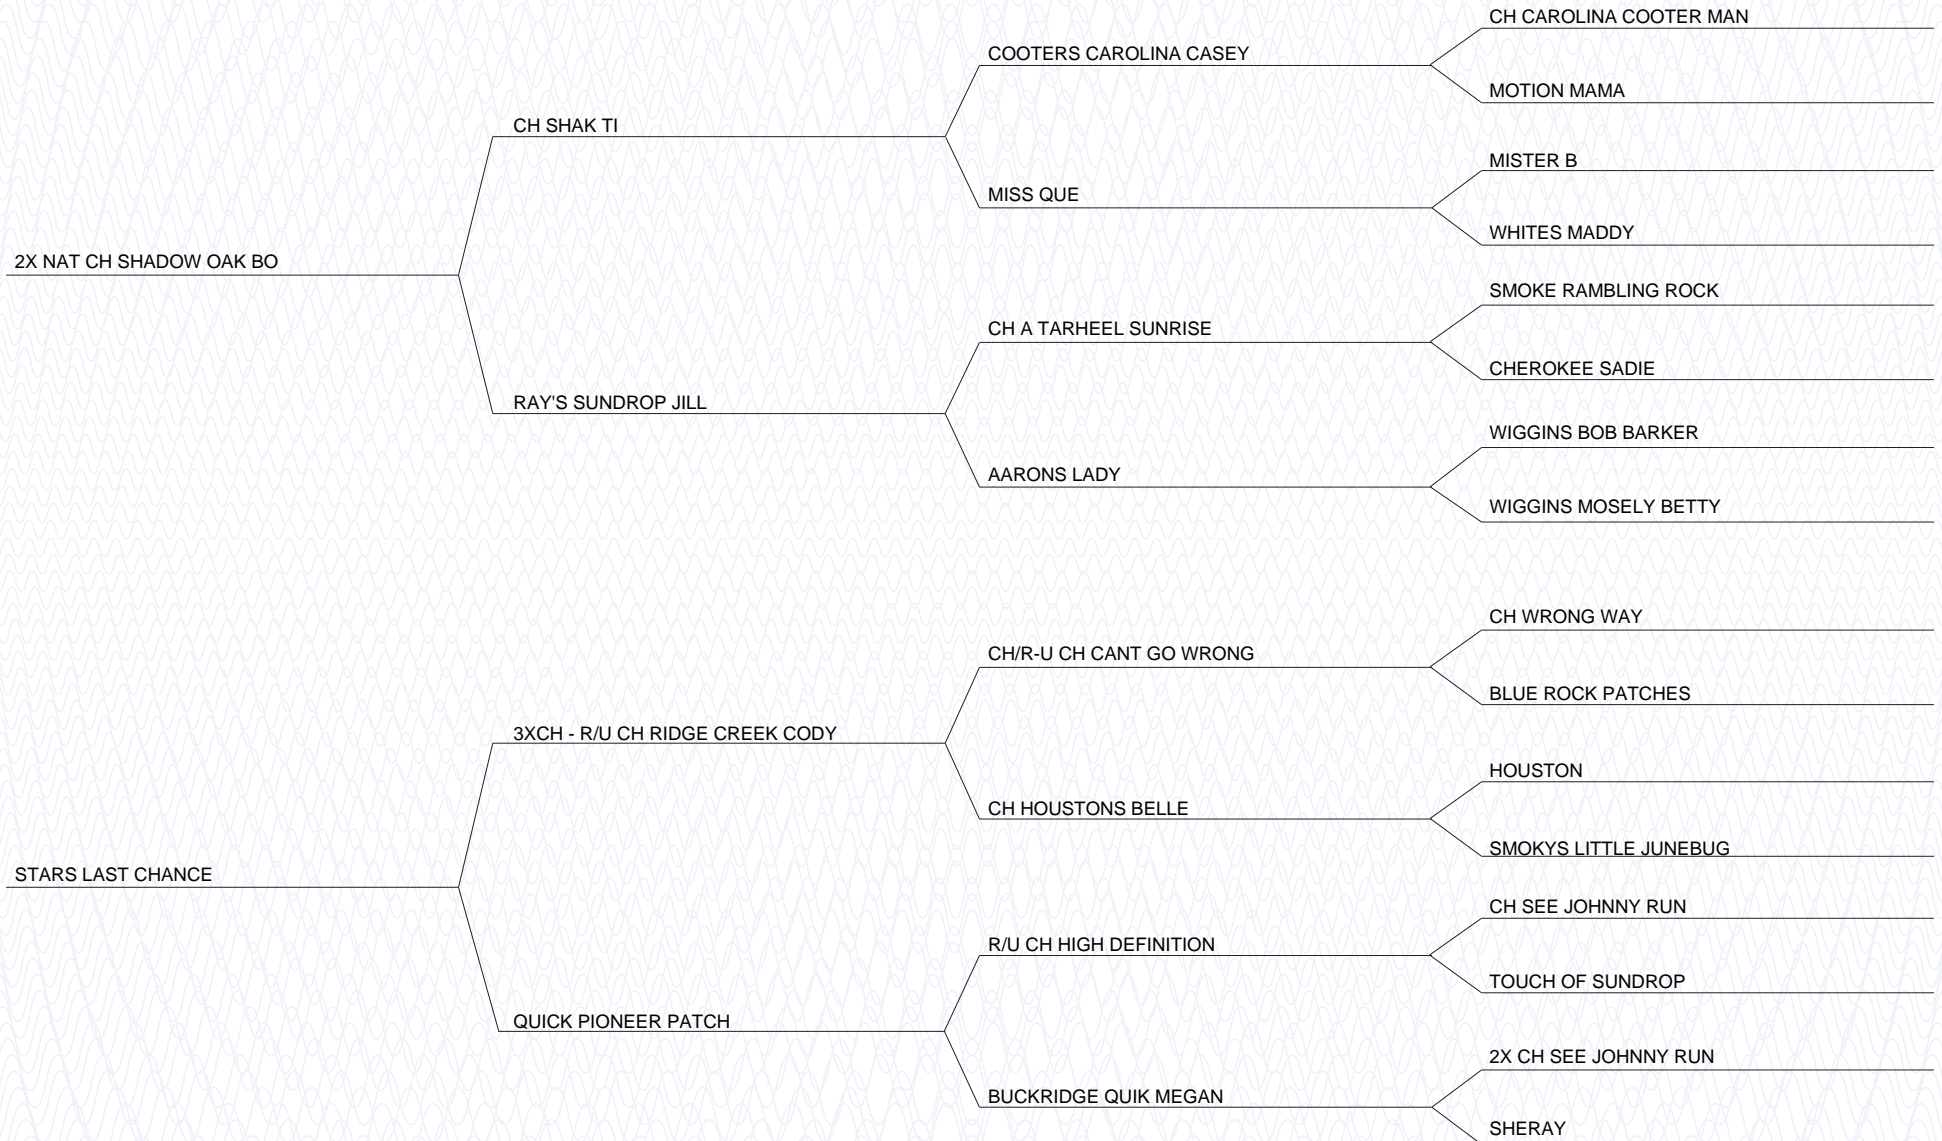 CH CAROLINA COOTER MAN
COOTERS CAROLINA CASEY
MOTION MAMA
CH SHAK TI
MISTER B
MISS QUE
WHITES MADDY
2X NAT CH SHADOW OAK BO
SMOKE RAMBLING ROCK
CH A TARHEEL SUNRISE
CHEROKEE SADIE
RAY'S SUNDROP JILL
WIGGINS BOB BARKER
AARONS LADY
WIGGINS MOSELY BETTY
CH WRONG WAY
CH/R-U CH CANT GO WRONG
BLUE ROCK PATCHES
3XCH - R/U CH RIDGE CREEK CODY
HOUSTON
CH HOUSTONS BELLE
SMOKYS LITTLE JUNEBUG
STARS LAST CHANCE
CH SEE JOHNNY RUN
R/U CH HIGH DEFINITION
TOUCH OF SUNDROP
QUICK PIONEER PATCH
2X CH SEE JOHNNY RUN
BUCKRIDGE QUIK MEGAN
SHERAY